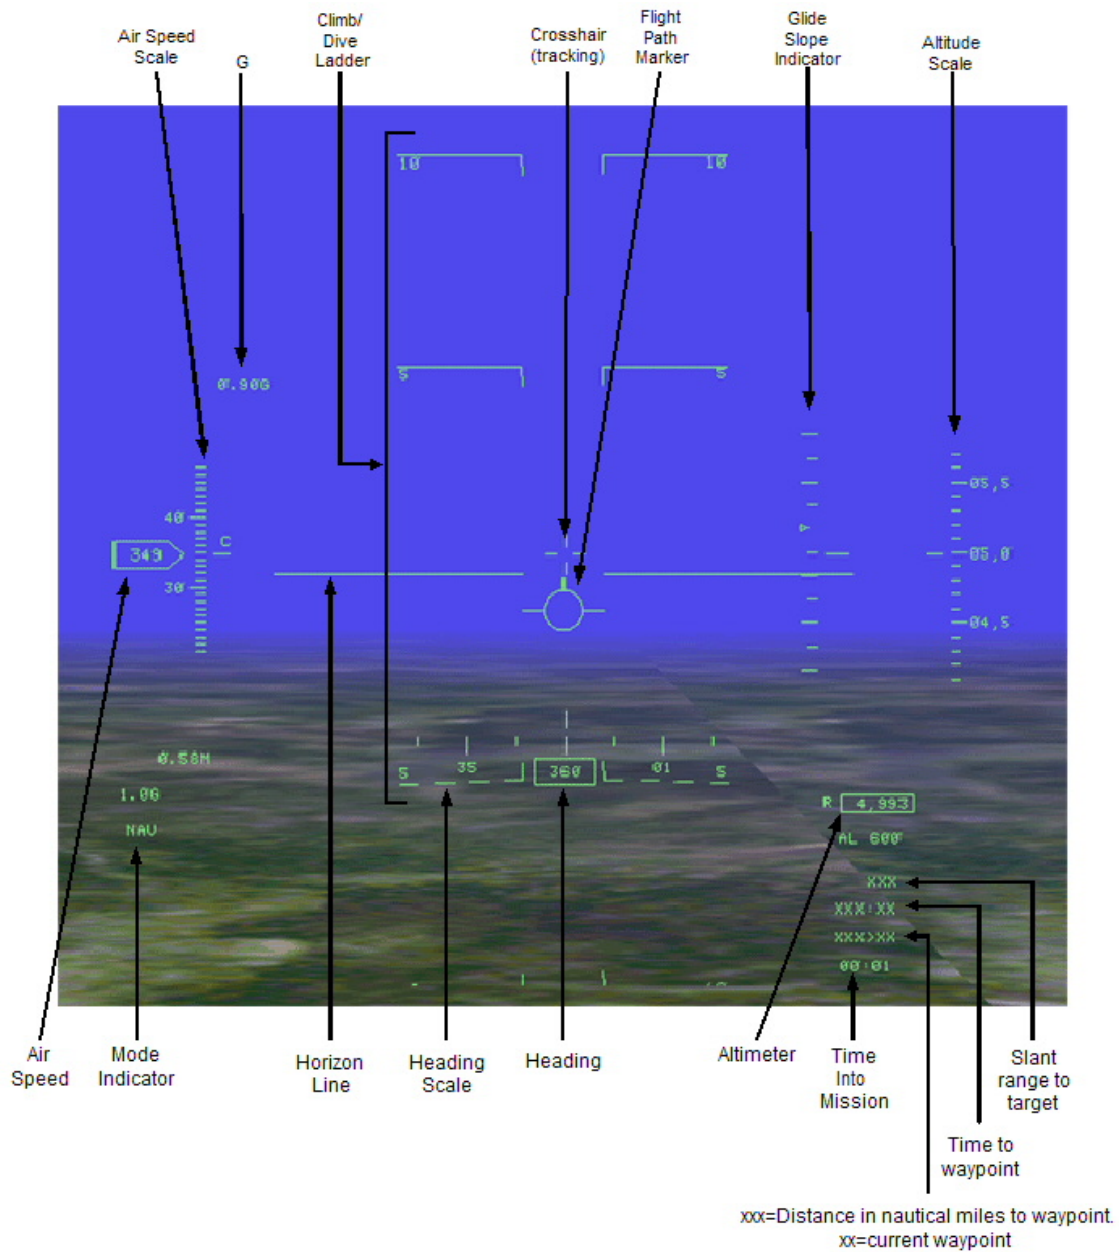 Air Speed
Scale
G
Climb/
Dive
Ladder
Crosshair
(tracking)
Flight
Path
Marker
Glide
Slope
Indicator
Altitude
Scale
10 10
5 5
0.90G
40
C
349
30
05,5
05,0
04,5
0.58M
1.0G
NAV
35
360
01
5 5
R 4,993
AL 600
XXX
XXX:XX
XXX>XX
00:01
Air
Speed
Mode
Indicator
Horizon
Line
Heading
Scale
Heading
Altimeter
Time
Into
Mission
Slant
range to
target
Time to
waypoint
xxx=Distance in nautical miles to waypoint.
xx=current waypoint